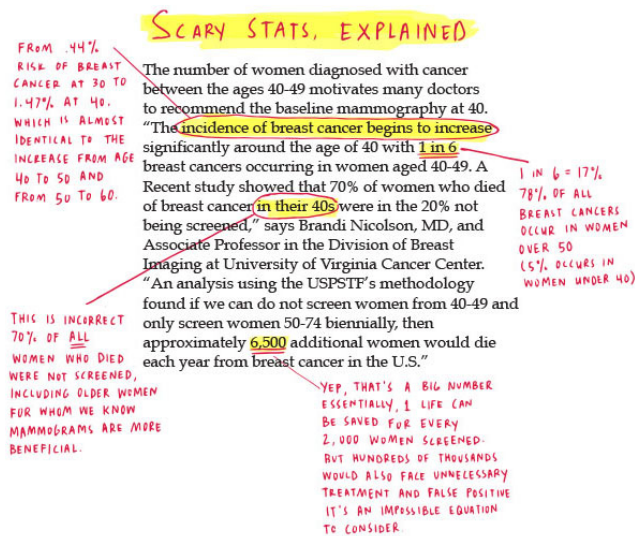 SCARY STATS, EXPLAINED
FROM .44%
RISK OF BREAST
CANCER AT 30 TO
1.47% AT 40.
WHICH IS ALMOST
IDENTICAL TO THE
INCREASE FROM AGE
40 TO 50 AND
FROM 50 TO 60.
The number of women diagnosed with cancer
between the ages 40-49 motivates many doctors
to recommend the baseline mammography at 40.
“The incidence of breast cancer begins to increase
significantly around the age of 40 with 1 in 6
breast cancers occurring in women aged 40-49. A
Recent study showed that 70% of women who died
of breast cancer in their 40s were in the 20% not
being screened,” says Brandi Nicolson, MD, and
Associate Professor in the Division of Breast
Imaging at University of Virginia Cancer Center.
“An analysis using the USPSTF’s methodology
found if we can do not screen women from 40-49 and
only screen women 50-74 biennially, then
approximately 6,500 additional women would die
each year from breast cancer in the U.S.”
1 IN 6 = 17%
78% OF ALL
BREAST CANCERS
OCCUR IN WOMEN
OVER 50
(5% OCCURS IN
WOMEN UNDER 40)
THIS IS INCORRECT
70% OF ALL
WOMEN WHO DIED
WERE NOT SCREENED,
INCLUDING OLDER WOMEN
FOR WHOM WE KNOW
MAMMOGRAMS ARE MORE
BENEFICIAL.
YEP, THAT'S A BIG NUMBER
ESSENTIALLY, 1 LIFE CAN
BE SAVED FOR EVERY
2,000 WOMEN SCREENED.
BUT HUNDREDS OF THOUSANDS
WOULD ALSO FACE UNNECESSARY
TREATMENT AND FALSE POSITIVE
IT'S AN IMPOSSIBLE EQUATION
TO CONSIDER.